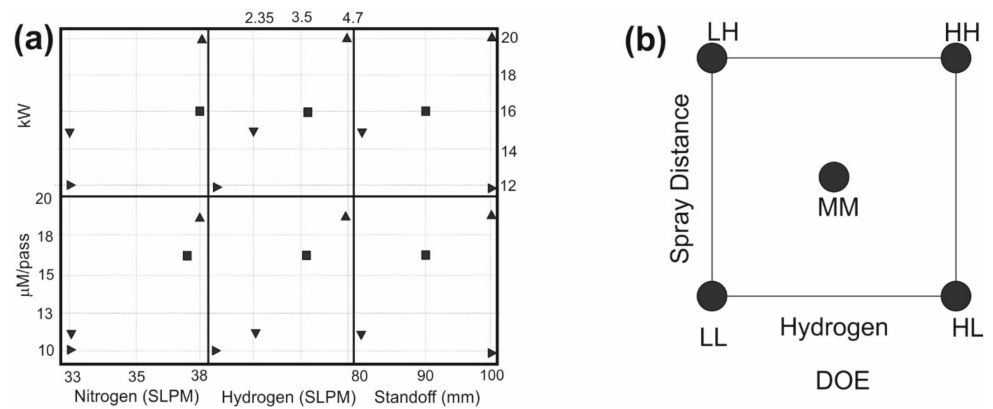 (a)
2.35 3.5 4.7
kW
20
18
16
14
12
20
18
15
13
10
μM/pass
33 35 38 80 90 100
Nitrogen (SLPM) Hydrogen (SLPM) Standoff (mm)
(b)
LH HH
Spray Distance
MM
LL Hydrogen HL
DOE